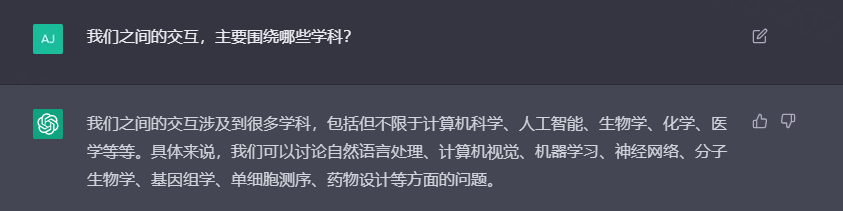 AJ
我们之间的交互，主要围绕哪些学科？
我们之间的交互涉及到很多学科，包括但不限于计算机科学、人工智能、生物学、化学、医
学等等。具体来说，我们可以讨论自然语言处理、计算机视觉、机器学习、神经网络、分子
生物学、基因组学、单细胞测序、药物设计等方面的问题。